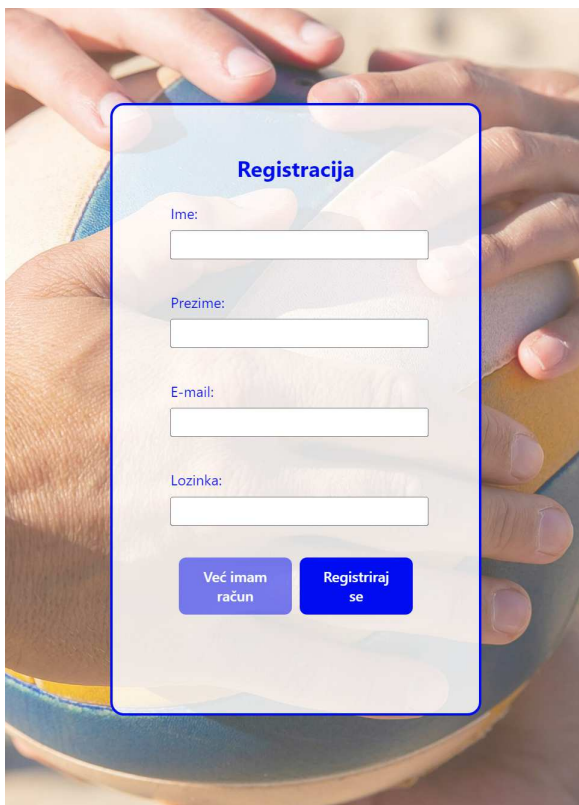 Registracija
Ime:
Prezime:
E-mail:
Lozinka:
Već imam
račun
Registriraj
se